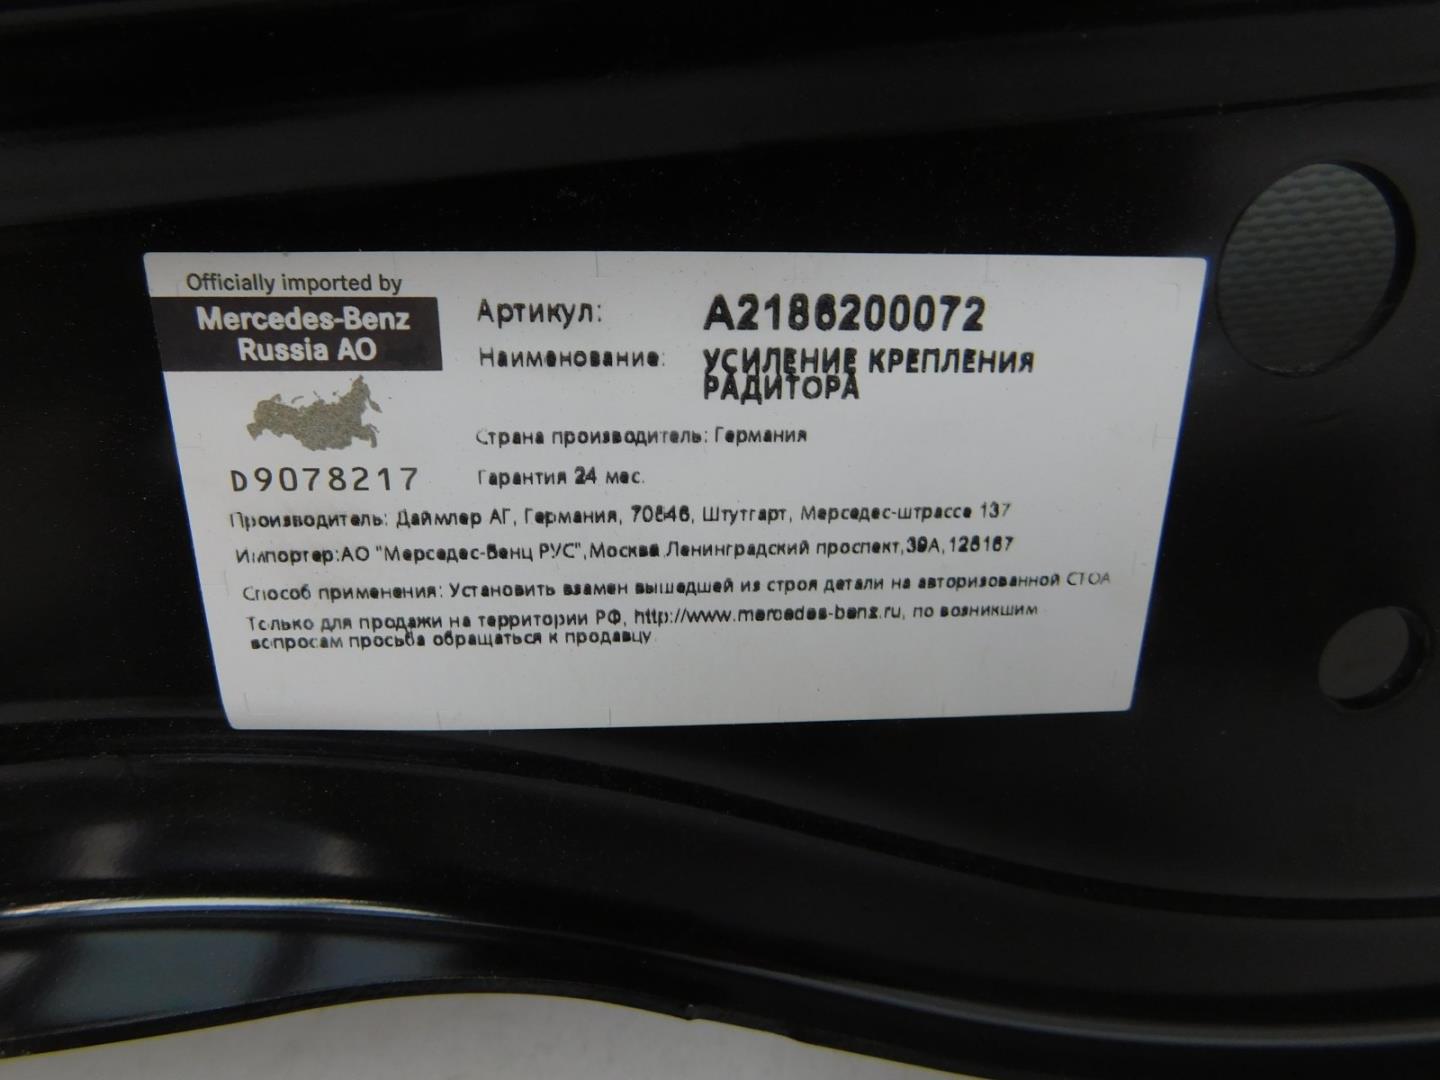 Officially imported by
Mercedes-Benz
Russia AO
D9078217
Артикул: A2186200072
Наименование: УСИЛЕНИЕ КРЕПЛЕНИЯ
РАДИТОРА
Страна производитель: Германия
Гарантия 24 мес.
Производитель: Даймлер АГ, Германия, 70546, Штутгарт, Мерседес-штрассе 137
Импортер:АО "Мерседес-Бенц РУС",Москва,Ленинградский проспект,39А,125167
Способ применения: Установить взамен вышедшей из строя детали на авторизованной СТОА
Только для продажи на территории РФ, http://www.mercedes-benz.ru, по возникшим
вопросам просьба обращаться к продавцу